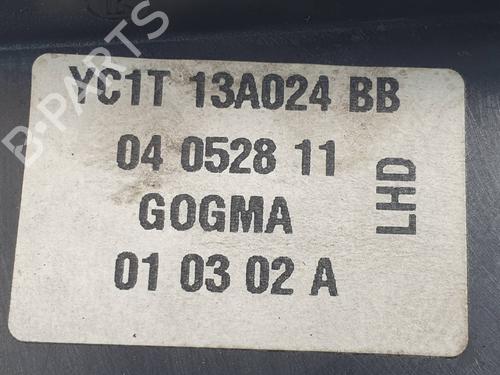 YC1T 13A024 BB
04 0528 11
GOGMA
01 03 02 A
LHD
B-PARTS